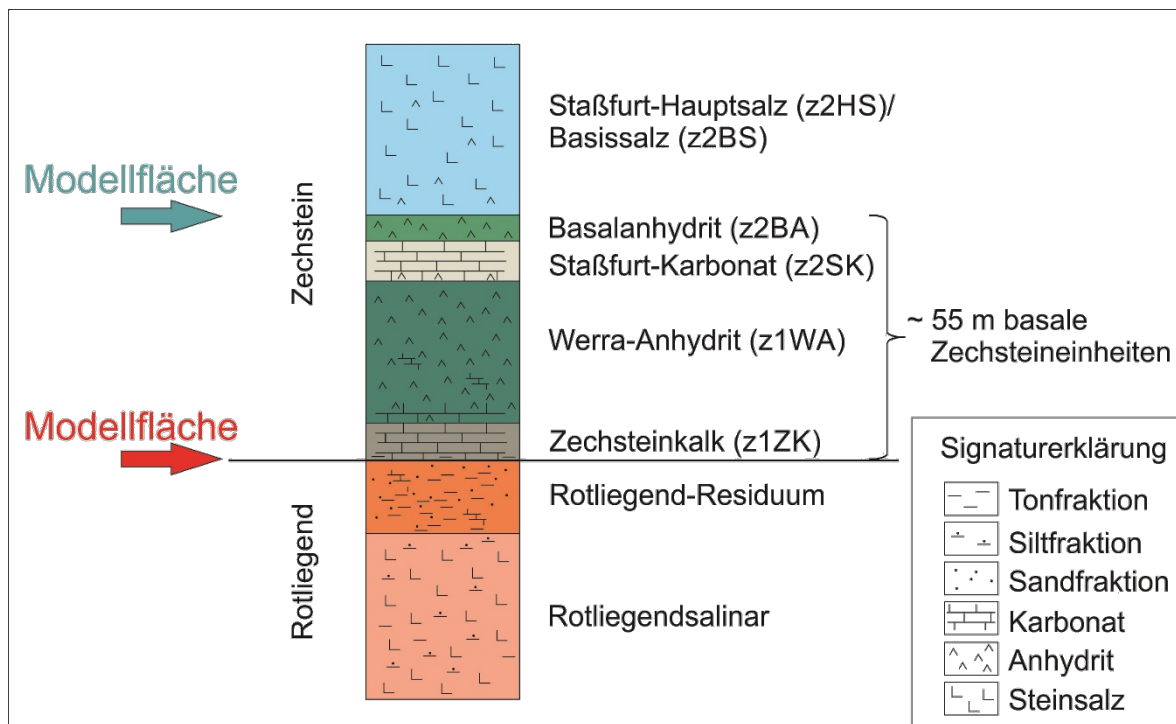 Modellfläche
Modellfläche
Zechstein
Rotliegend
Staßfurt-Hauptsalz (z2HS)/
Basissalz (z2BS)
Basalanhydrit (z2BA)
Staßfurt-Karbonat (z2SK)
Werra-Anhydrit (z1WA)
Zechsteinkalk (z1ZK)
Rotliegend-Residuum
Rotliegendsalinar
~ 55 m basale
Zechsteineinheiten
Signaturerklärung
Tonfraktion
Siltfraktion
Sandfraktion
Karbonat
Anhydrit
Steinsalz